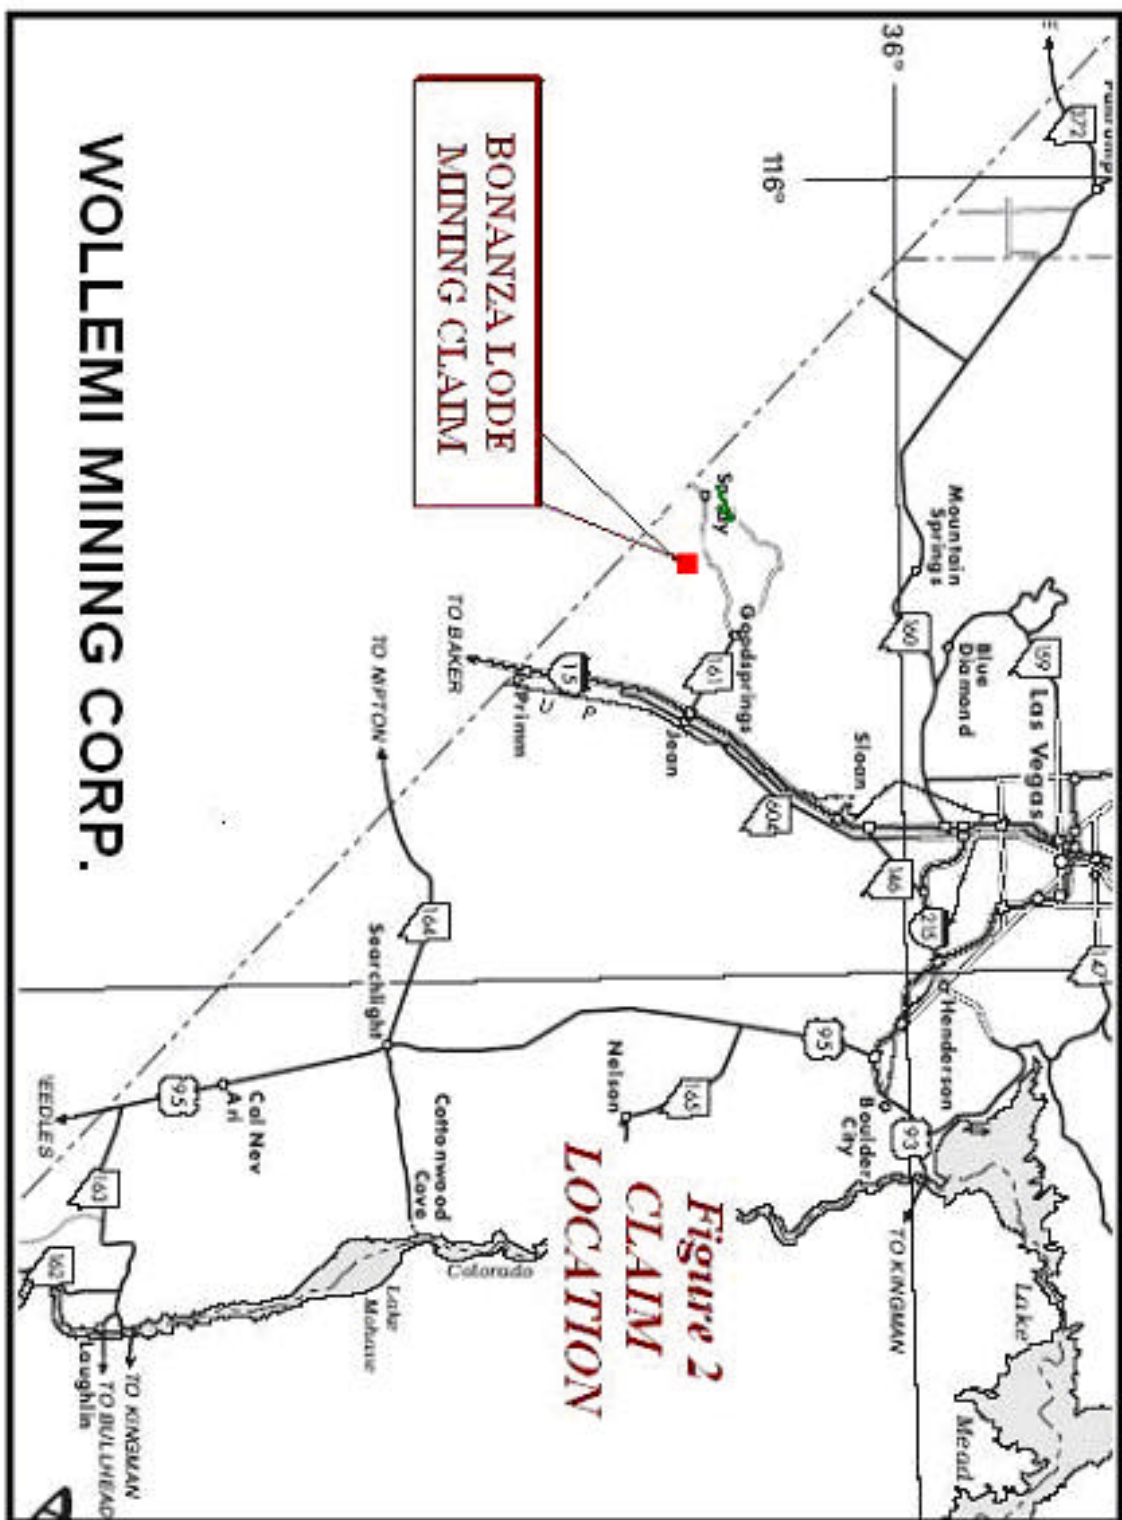 372
147
159
Las Vegas
Lake
Mead
Mountain
Springs
160
Blue
Diamond
215
Henderson
93
TO KINGMAN
36°
146
Sloan
Boulder
City
95
116°
604
Sandy
Goodsprings
161
Jean
165
Nelson
15
U P
Primm
Figure 2
CLAIM
LOCATION
BONANZA LODE
MINING CLAIM
TO BAKER
TO NIPTON
164
Searchlight
Cottonwood
Cove
Colorado
Lake
Mohave
Cal Nev
Ari
95
163
EEDLES
162
Laughlin
TO KINGMAN
TO BULLHEAD
WOLLEMI MINING CORP.